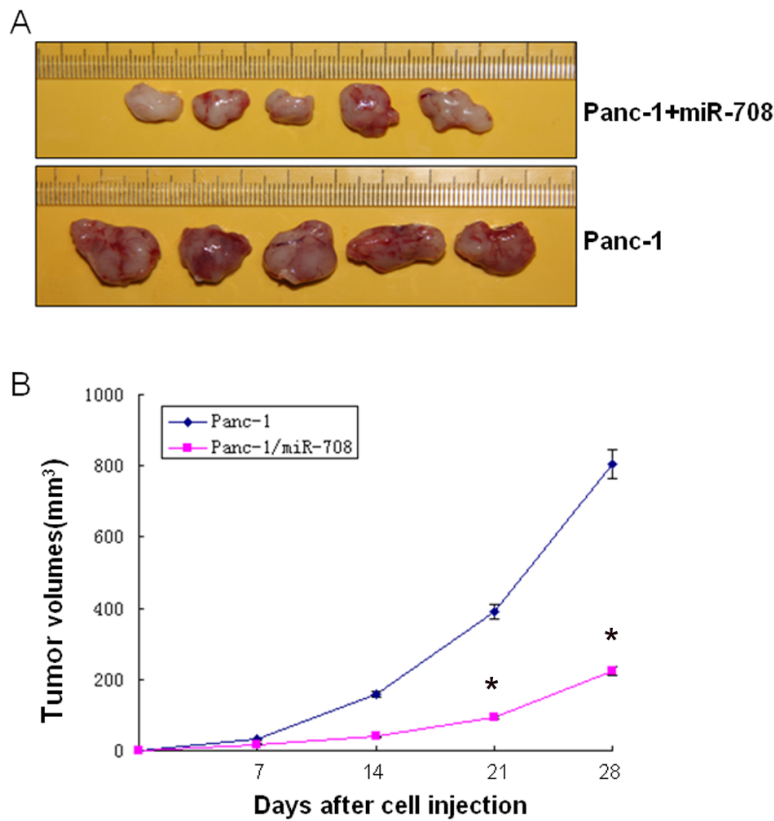 A
Panc-1+miR-708
Panc-1
B
1000
800
600
400
200
0
Panc-1
Panc-1/miR-708
*
*
Tumor volumes(mm³)
7 14 21 28
Days after cell injection